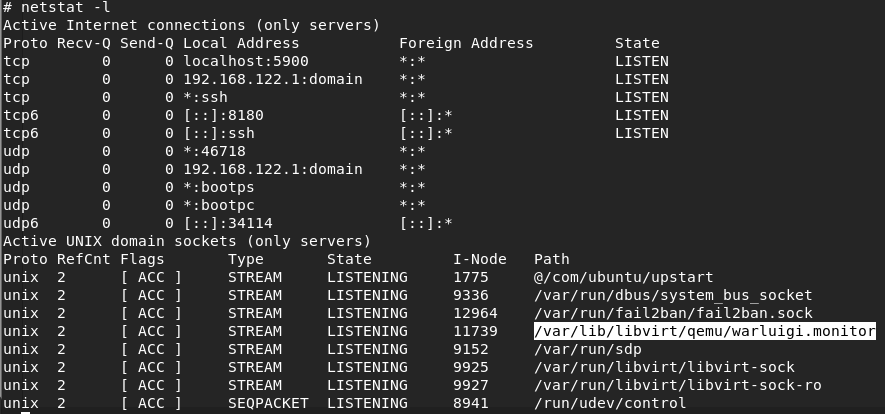 # netstat -l
Active Internet connections (only servers)
Proto Recv-Q Send-Q Local Address           Foreign Address         State
tcp        0      0 localhost:5900          *:*                     LISTEN
tcp        0      0 192.168.122.1:domain    *:*                     LISTEN
tcp        0      0 *:ssh                   *:*                     LISTEN
tcp6       0      0 [::]:8180               [::]:*                  LISTEN
tcp6       0      0 [::]:ssh                [::]:*                  LISTEN
udp        0      0 *:46718                 *:*
udp        0      0 192.168.122.1:domain    *:*
udp        0      0 *:bootps                *:*
udp        0      0 *:bootpc                *:*
udp6       0      0 [::]:34114              [::]:*
Active UNIX domain sockets (only servers)
Proto RefCnt Flags       Type       State         I-Node   Path
unix  2      [ ACC ]     STREAM     LISTENING     1775     @/com/ubuntu/upstart
unix  2      [ ACC ]     STREAM     LISTENING     9336     /var/run/dbus/system_bus_socket
unix  2      [ ACC ]     STREAM     LISTENING     12964    /var/run/fail2ban/fail2ban.sock
unix  2      [ ACC ]     STREAM     LISTENING     11739    /var/lib/libvirt/qemu/warluigi.monitor
unix  2      [ ACC ]     STREAM     LISTENING     9152     /var/run/sdp
unix  2      [ ACC ]     STREAM     LISTENING     9925     /var/run/libvirt/libvirt-sock
unix  2      [ ACC ]     STREAM     LISTENING     9927     /var/run/libvirt/libvirt-sock-ro
unix  2      [ ACC ]     SEQPACKET  LISTENING     8941     /run/udev/control